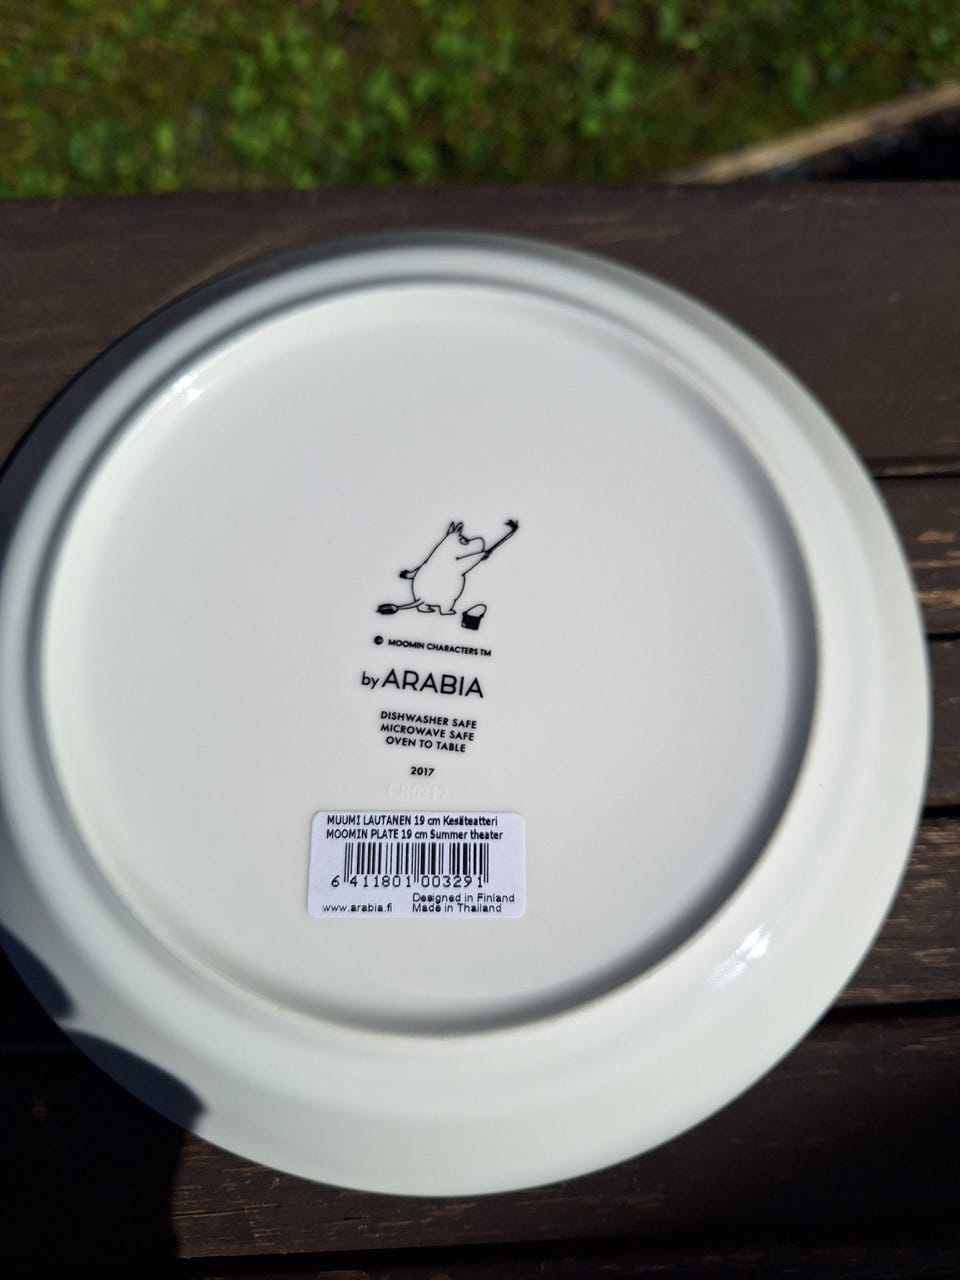 © MOOMIN CHARACTERS TM
by ARABIA
DISHWASHER SAFE
MICROWAVE SAFE
OVEN TO TABLE
2017
CR0217
MUUMI LAUTANEN 19 cm Kesäteatteri
MOOMIN PLATE 19 cm Summer theater
6 411801 003291
www.arabia.fi
Designed in Finland
Made in Thailand